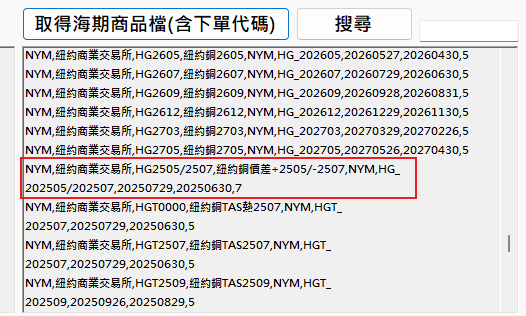 取得海期商品檔(含下單代碼)
搜尋
NYM,紐約商業交易所,HG2605,紐約銅2605,NYM,HG_202605,20260527,20260430,5
NYM,紐約商業交易所,HG2607,紐約銅2607,NYM,HG_202607,20260729,20260630,5
NYM,紐約商業交易所,HG2609,紐約銅2609,NYM,HG_202609,20260928,20260831,5
NYM,紐約商業交易所,HG2612,紐約銅2612,NYM,HG_202612,20261229,20261130,5
NYM,紐約商業交易所,HG2703,紐約銅2703,NYM,HG_202703,20270329,20270226,5
NYM,紐約商業交易所,HG2705,紐約銅2705,NYM,HG_202705,20270526,20270430,5
NYM,紐約商業交易所,HG2505/2507,紐約銅價差+2505/-2507,NYM,HG_
202505/202507,20250729,20250630,7
NYM,紐約商業交易所,HGT0000,紐約銅TAS熱2507,NYM,HGT_
202507,20250729,20250630,5
NYM,紐約商業交易所,HGT2507,紐約銅TAS2507,NYM,HGT_
202507,20250729,20250630,5
NYM,紐約商業交易所,HGT2509,紐約銅TAS2509,NYM,HGT_
202509,20250926,20250829,5